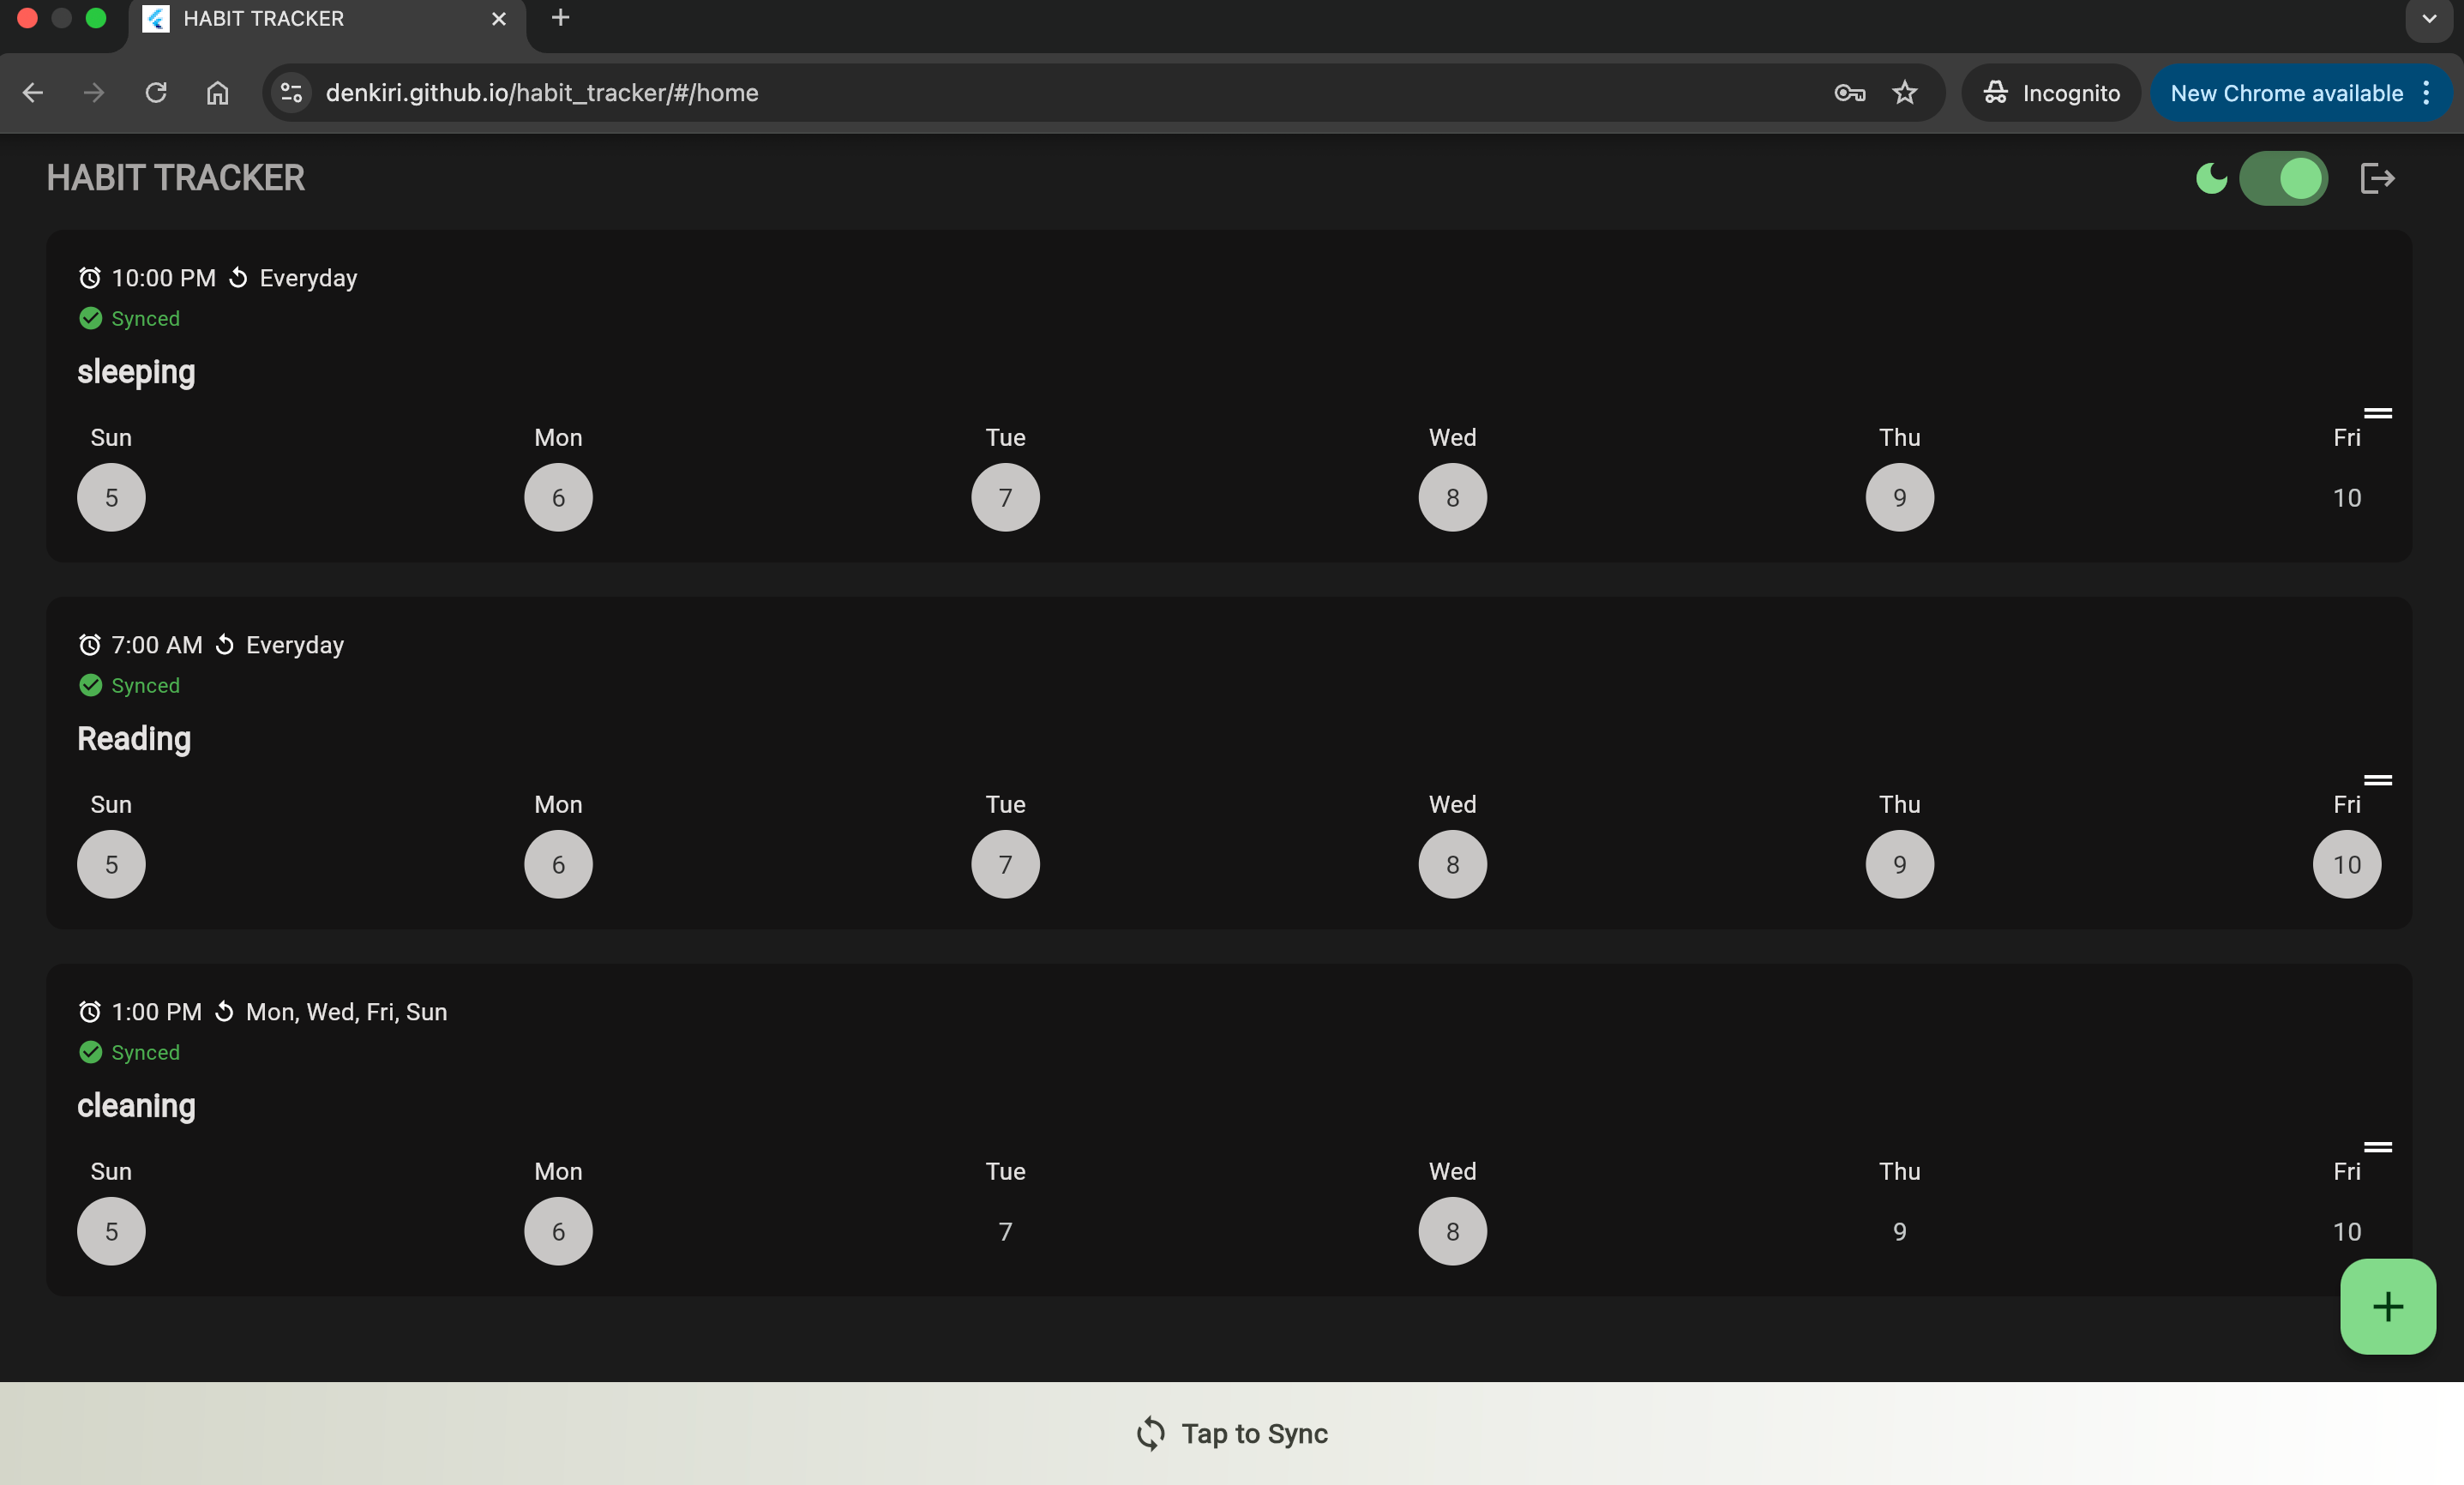 HABIT TRACKER
denkiri.github.io/habit_tracker/#/home
Incognito
New Chrome available
HABIT TRACKER
10:00 PM Everyday
Synced
sleeping
Sun Mon Tue Wed Thu Fri
5 6 7 8 9 10
7:00 AM Everyday
Synced
Reading
Sun Mon Tue Wed Thu Fri
5 6 7 8 9 10
1:00 PM Mon, Wed, Fri, Sun
Synced
cleaning
Sun Mon Tue Wed Thu Fri
5 6 7 8 9 10
Tap to Sync